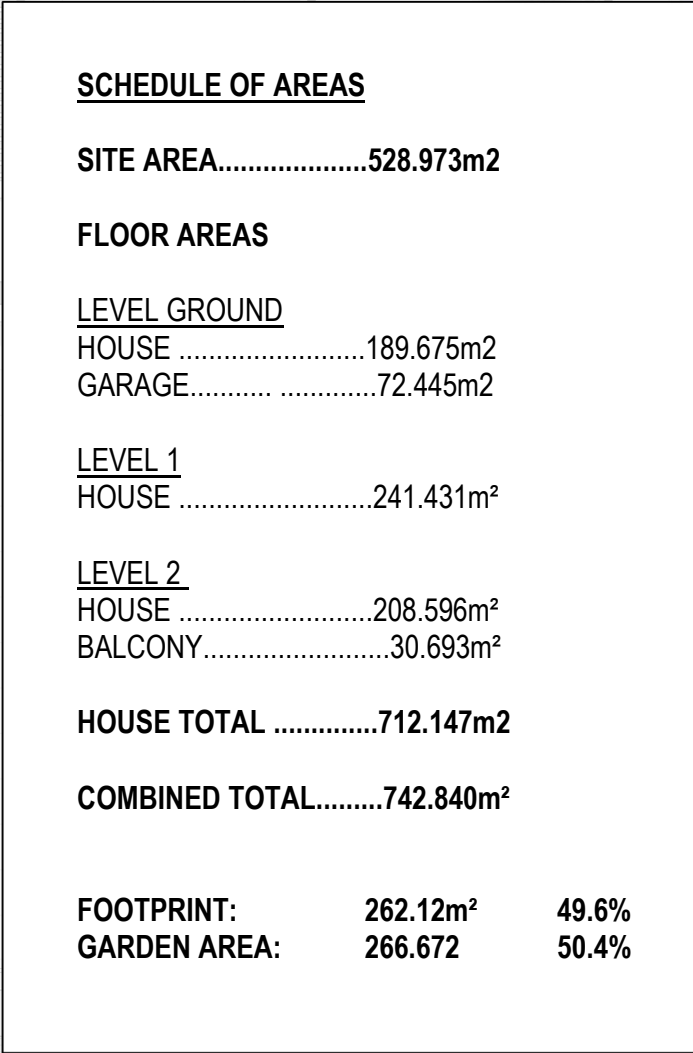 SCHEDULE OF AREAS
SITE AREA....................528.973m2
FLOOR AREAS
LEVEL GROUND
HOUSE .........................189.675m2
GARAGE........... .............72.445m2
LEVEL 1
HOUSE ..........................241.431m²
LEVEL 2
HOUSE ..........................208.596m²
BALCONY.........................30.693m²
HOUSE TOTAL ..............712.147m2
COMBINED TOTAL.........742.840m²
FOOTPRINT: 262.12m² 49.6%
GARDEN AREA: 266.672 50.4%